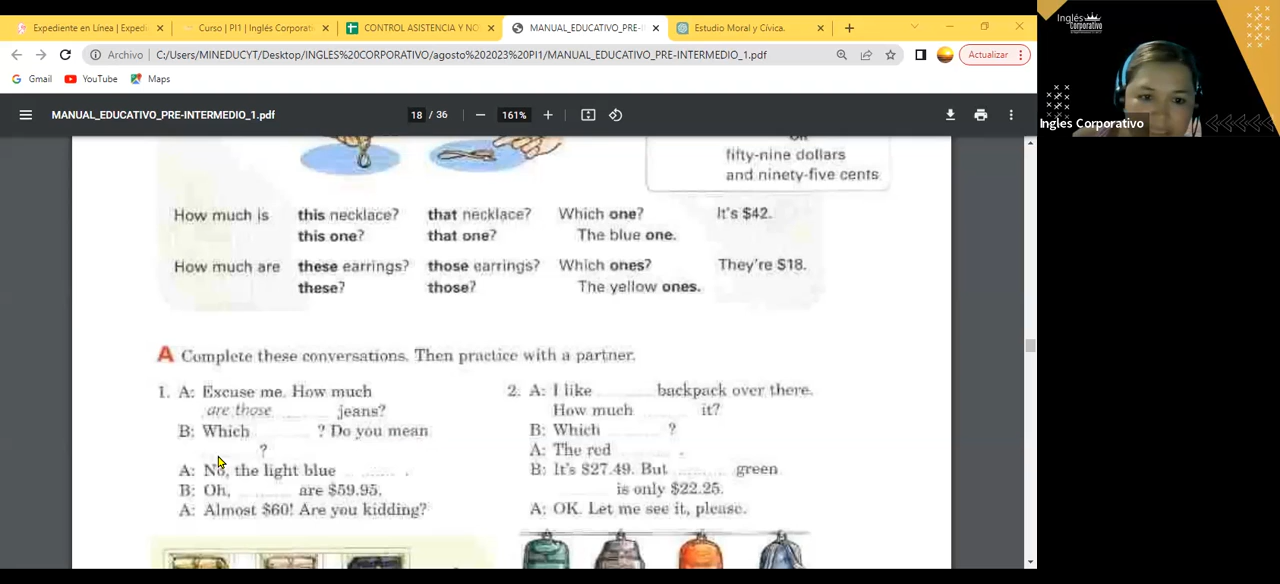 Expediente en Línea | Expedi
Curso | PI1 | Inglés Corporati
CONTROL ASISTENCIA Y NO
MANUAL_EDUCATIVO_PRE-INTERM
Estudio Moral y Cívica.
Archivo
C:/Users/MINEDUCYT/Desktop/INGLES%20CORPORATIVO/agosto%202023%20PI1/MANUAL_EDUCATIVO_PRE-INTERMEDIO_1.pdf
Actualizar
Gmail YouTube Maps
MANUAL_EDUCATIVO_PRE-INTERMEDIO_1.pdf
18 / 36
161%
Inglés
Ingles Corporativo
fifty-nine dollars
and ninety-five cents
How much is this necklace? that necklace? Which one? It's $42.
this one? that one? The blue one.
How much are these earrings? those earrings? Which ones? They're $18.
these? those? The yellow ones.
A Complete these conversations. Then practice with a partner.
1. A: Excuse me. How much
are those jeans?
B: Which ? Do you mean
?
A: No, the light blue .
B: Oh, are $59.95.
A: Almost $60! Are you kidding?
2. A: I like backpack over there.
How much it?
B: Which ?
A: The red .
B: It's $27.49. But green
is only $22.25.
A: OK. Let me see it, please.